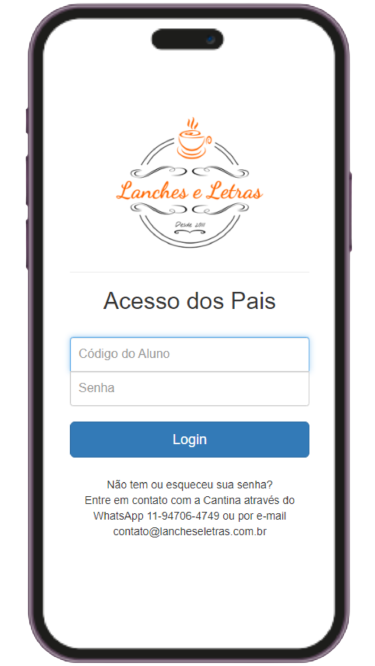 Lanches e Letras
Desde 2011
Acesso dos Pais
Código do Aluno
Senha
Login
Não tem ou esqueceu sua senha?
Entre em contato com a Cantina através do
WhatsApp 11-94706-4749 ou por e-mail
contato@lancheseletras.com.br